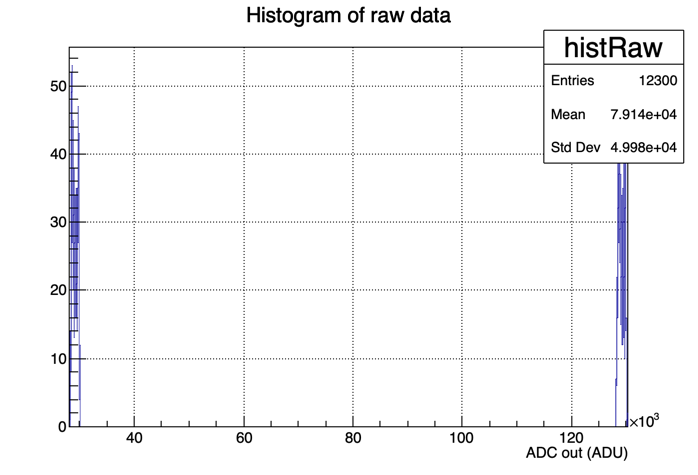 Histogram of raw data
histRaw
Entries 12300
Mean 7.914e+04
Std Dev 4.998e+04
50
40
30
20
10
0
40 60 80 100 120
×10³
ADC out (ADU)